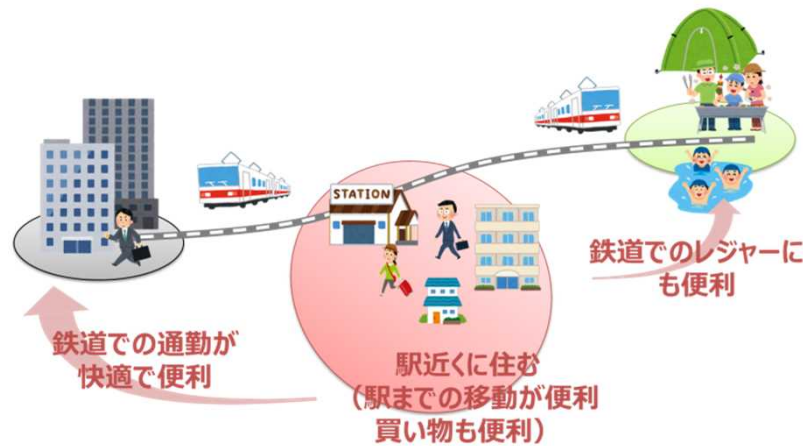 STATION
鉄道でのレジャーに
も便利
鉄道での通勤が
快適で便利
駅近くに住む
（駅までの移動が便利
買い物も便利）